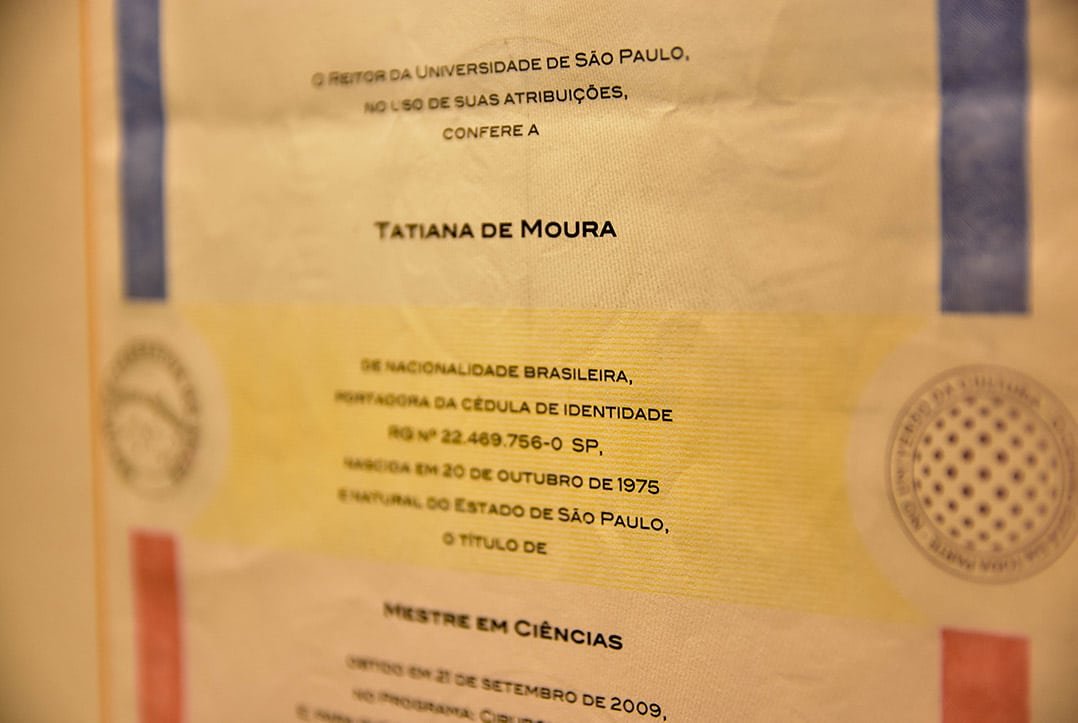 O Reitor da Universidade de São Paulo,
no uso de suas atribuições,
confere a
Tatiana de Moura
de nacionalidade brasileira,
portadora da cédula de identidade
RG nº 22.469.756-0 SP,
nascida em 20 de outubro de 1975
e natural do Estado de São Paulo,
o título de
Mestre em Ciências
obtido em 21 de setembro de 2009,
no Programa: